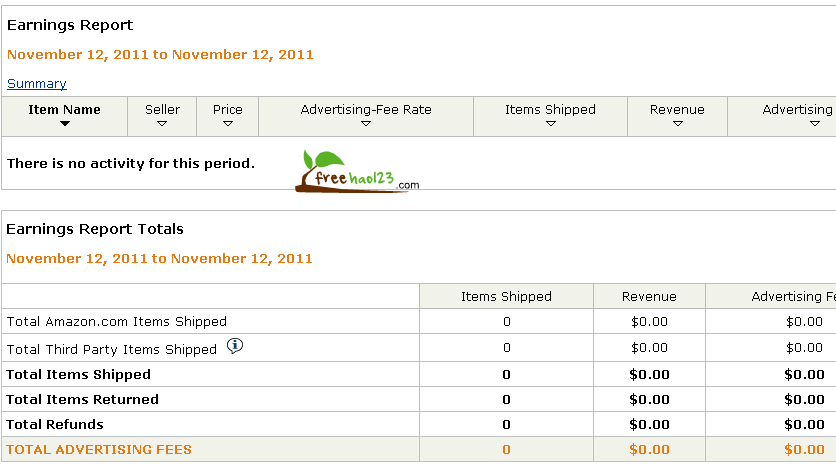 Earnings Report
November 12, 2011 to November 12, 2011
Summary
Item Name Seller Price Advertising-Fee Rate Items Shipped Revenue Advertising
There is no activity for this period.
freehao123.com
Earnings Report Totals
November 12, 2011 to November 12, 2011
Items Shipped Revenue Advertising Fe
Total Amazon.com Items Shipped 0 $0.00 $0.00
Total Third Party Items Shipped i 0 $0.00 $0.00
Total Items Shipped 0 $0.00 $0.00
Total Items Returned 0 $0.00 $0.00
Total Refunds 0 $0.00 $0.00
TOTAL ADVERTISING FEES 0 $0.00 $0.00